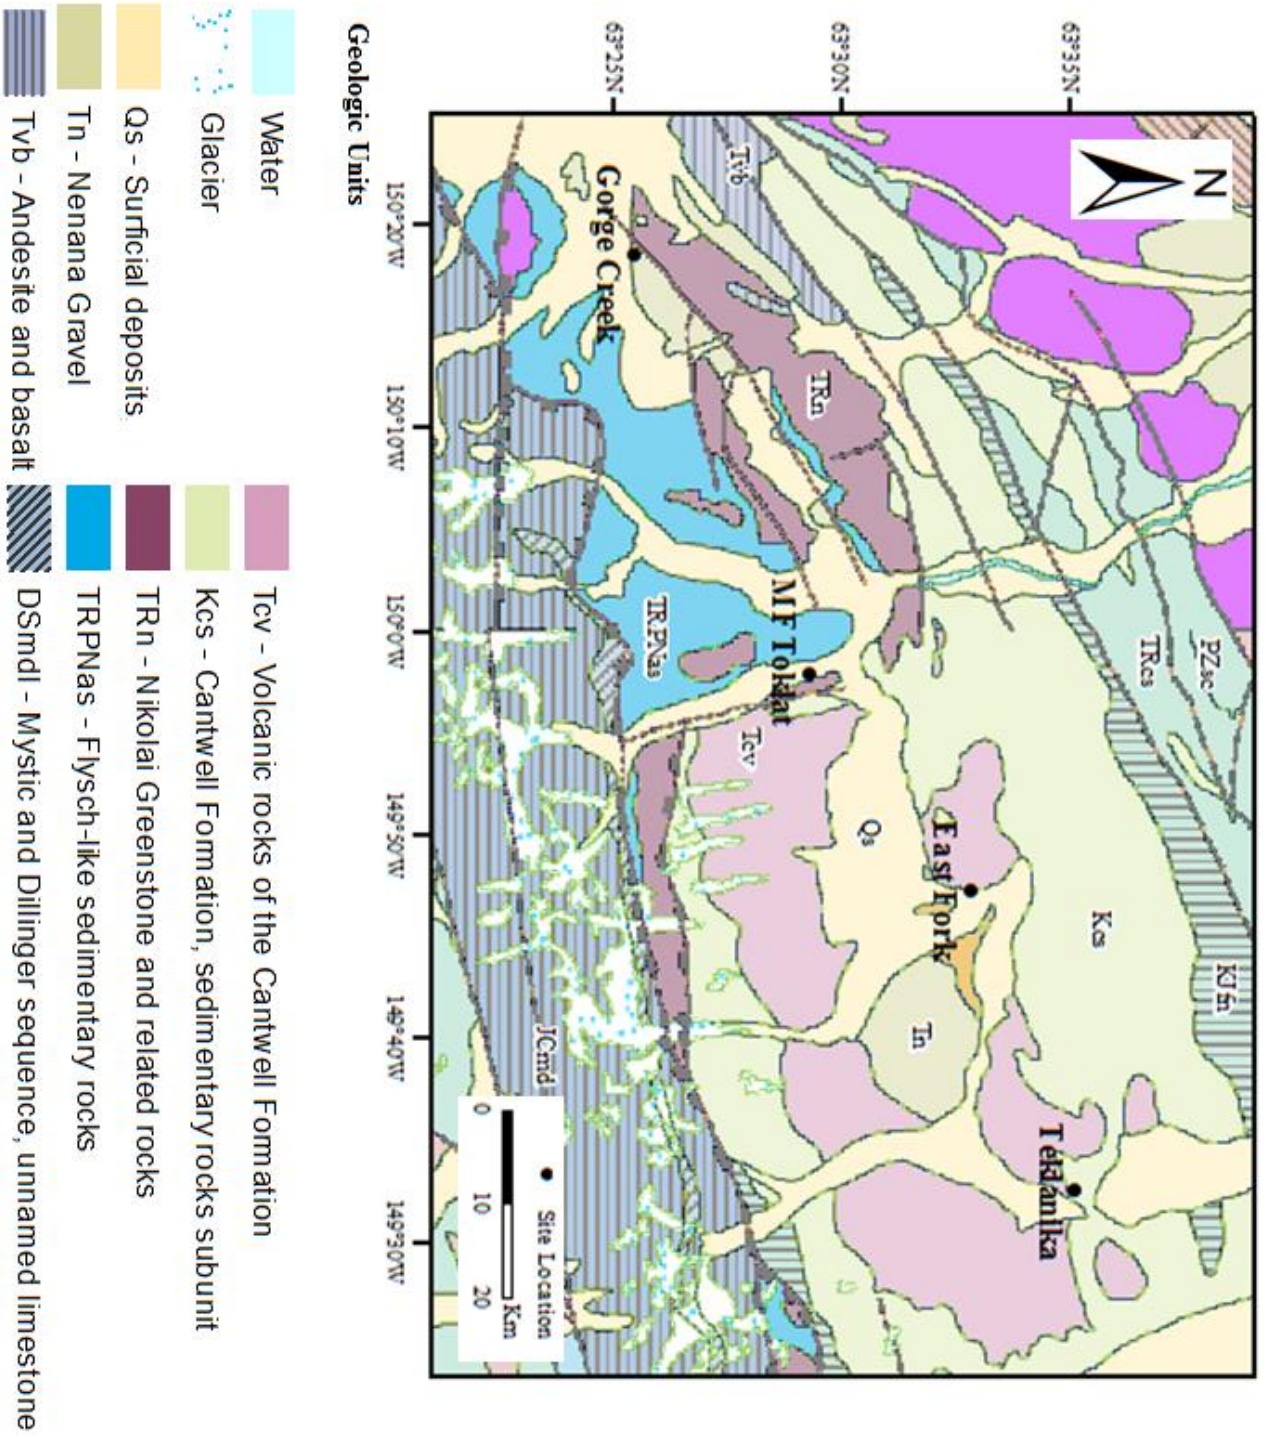 N
63°35'N
63°30'N
63°25'N
150°20'W
150°10'W
150°0'W
149°50'W
149°40'W
149°30'W
PZsc
TRcs
KJfn
Kcs
Teklanika
East Fork
Tn
Qs
TRn
Tvb
MF Toklat
Tcv
TRPNas
Gorge Creek
JCmd
Site Location
Km
0 10 20
Geologic Units
Water
Glacier
Qs - Surficial deposits
Tn - Nenana Gravel
Tvb - Andesite and basalt
Tcv - Volcanic rocks of the Cantwell Formation
Kcs - Cantwell Formation, sedimentary rocks subunit
TRn - Nikolai Greenstone and related rocks
TRPNas - Flysch-like sedimentary rocks
DSmdl - Mystic and Dillinger sequence, unnamed limestone